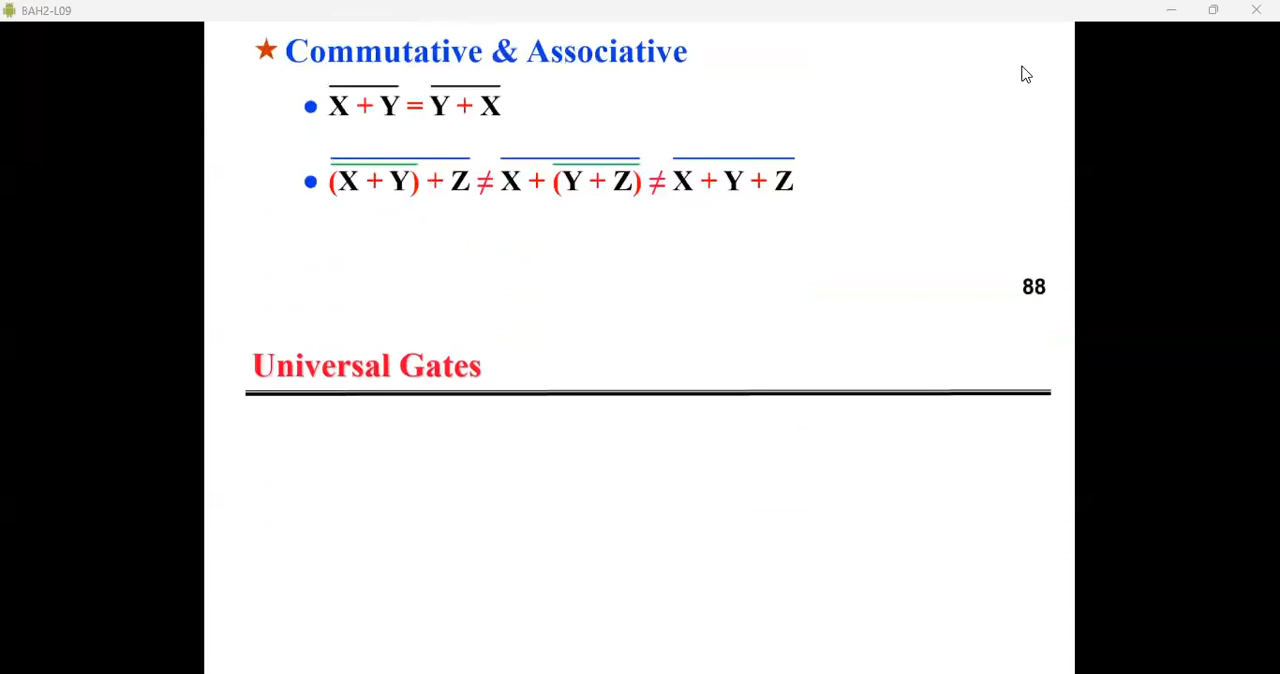 BAH2-L09
★ Commutative & Associative
• X̅ ̅+̅ ̅Y̅ = Y̅ ̅+̅ ̅X̅
• (X + Y) + Z ≠ X + (Y + Z) ≠ X + Y + Z
88
Universal Gates